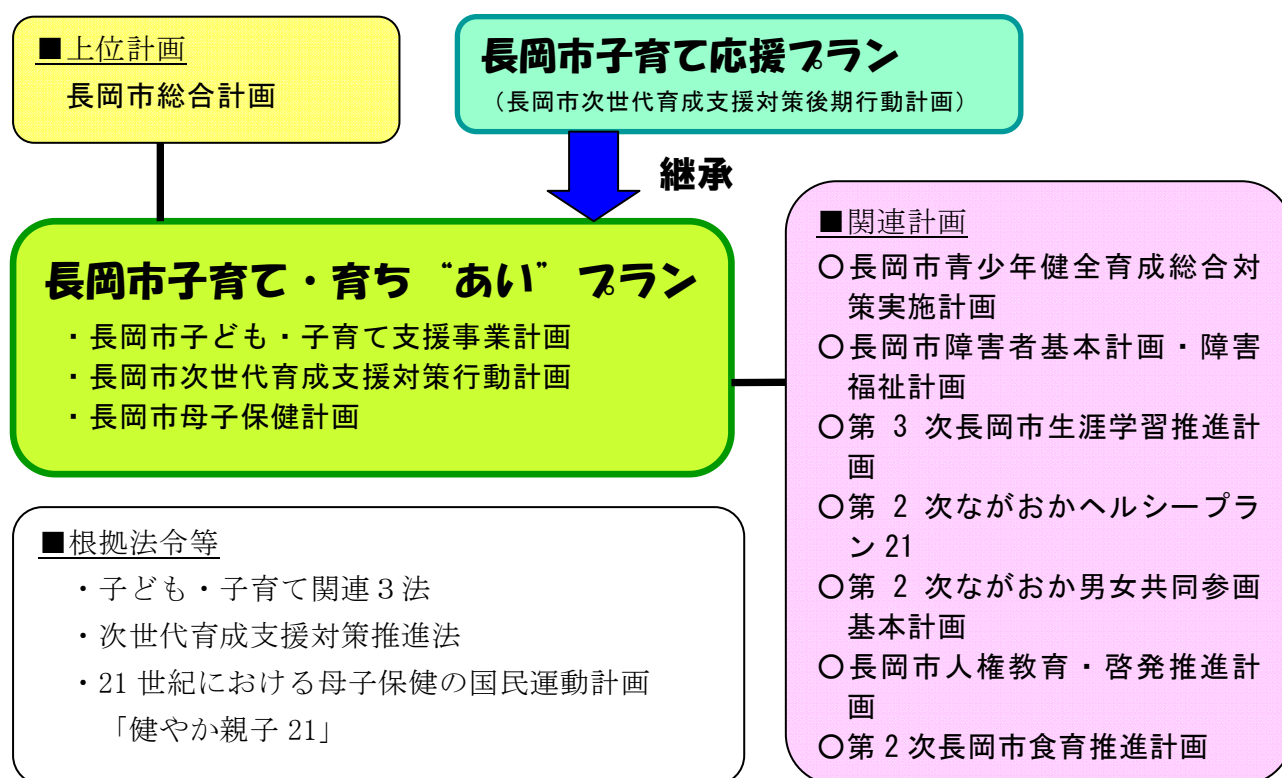 ■上位計画
長岡市総合計画
長岡市子育て応援プラン
（長岡市次世代育成支援対策後期行動計画）
継承
長岡市子育て・育ち“あい”プラン
・長岡市子ども・子育て支援事業計画
・長岡市次世代育成支援対策行動計画
・長岡市母子保健計画
■根拠法令等
・子ども・子育て関連３法
・次世代育成支援対策推進法
・21 世紀における母子保健の国民運動計画
「健やか親子 21」
■関連計画
○長岡市青少年健全育成総合対
策実施計画
○長岡市障害者基本計画・障害
福祉計画
○第 3 次長岡市生涯学習推進計
画
○第 2 次ながおかヘルシープラ
ン 21
○第 2 次ながおか男女共同参画
基本計画
○長岡市人権教育・啓発推進計
画
○第 2 次長岡市食育推進計画